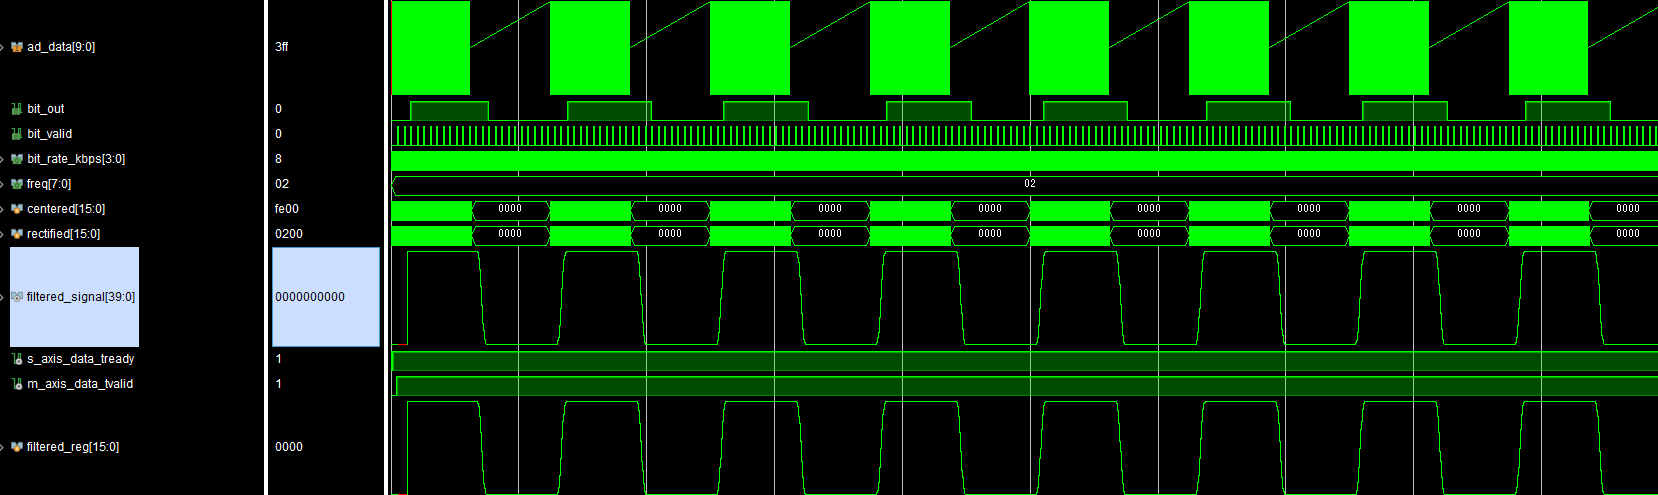 ad_data[9:0] 3ff
bit_out 0
bit_valid 0
bit_rate_kbps[3:0] 8
freq[7:0] 02 02
centered[15:0] fe00 0000 0000 0000 0000 0000 0000 0000 0000
rectified[15:0] 0200 0000 0000 0000 0000 0000 0000 0000 0000
filtered_signal[39:0] 0000000000
s_axis_data_tready 1
m_axis_data_tvalid 1
filtered_reg[15:0] 0000